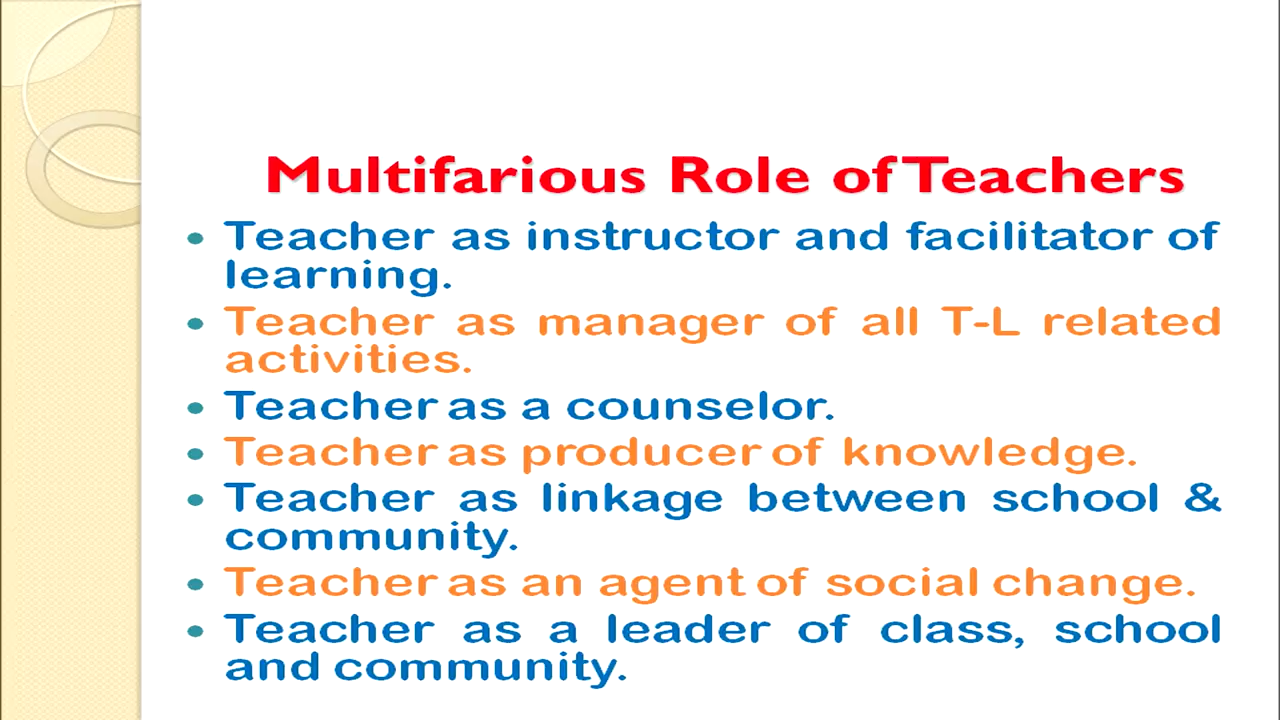 Multifarious Role of Teachers
• Teacher as instructor and facilitator of
learning.
• Teacher as manager of all T-L related
activities.
• Teacher as a counselor.
• Teacher as producer of knowledge.
• Teacher as linkage between school &
community.
• Teacher as an agent of social change.
• Teacher as a leader of class, school
and community.